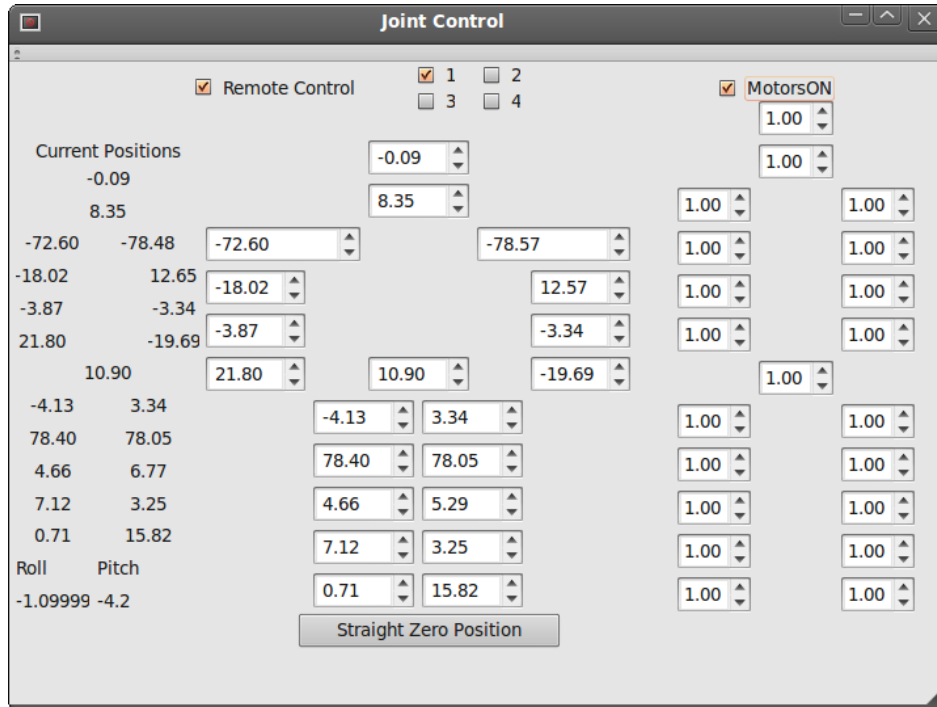 Joint Control
Remote Control 1 2 MotorsON
3 4
1.00
Current Positions -0.09 1.00
-0.09
8.35 8.35 1.00 1.00
-72.60 -78.48 -72.60 -78.57 1.00 1.00
-18.02 12.65 -18.02 12.57 1.00 1.00
-3.87 -3.34 -3.87 -3.34 1.00 1.00
21.80 -19.69
10.90 21.80 10.90 -19.69 1.00
-4.13 3.34 -4.13 3.34 1.00 1.00
78.40 78.05 78.40 78.05 1.00 1.00
4.66 6.77 4.66 5.29 1.00 1.00
7.12 3.25 7.12 3.25 1.00 1.00
0.71 15.82 0.71 15.82 1.00 1.00
Roll Pitch
-1.09999 -4.2
Straight Zero Position